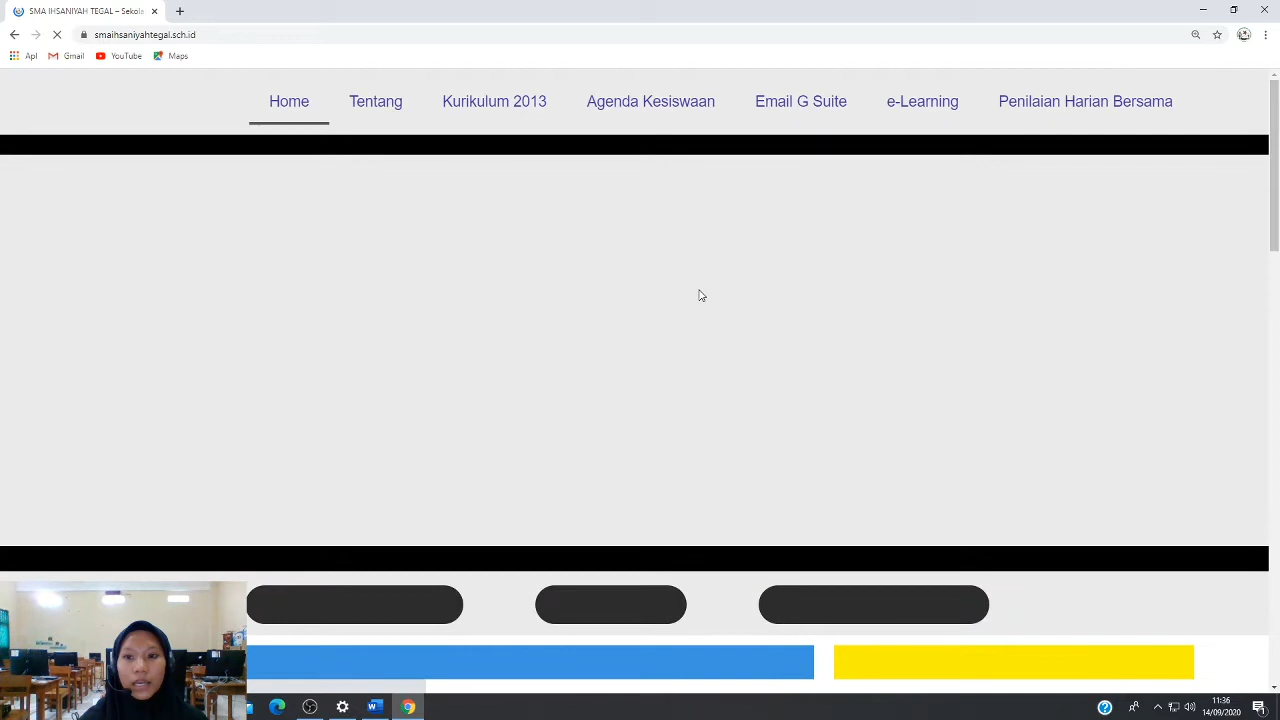 SMA IHSANIYAH TEGAL – Sekola
smaihsaniyahtegal.sch.id
Apl Gmail YouTube Maps
Home Tentang Kurikulum 2013 Agenda Kesiswaan Email G Suite e-Learning Penilaian Harian Bersama
11:36
14/09/2020